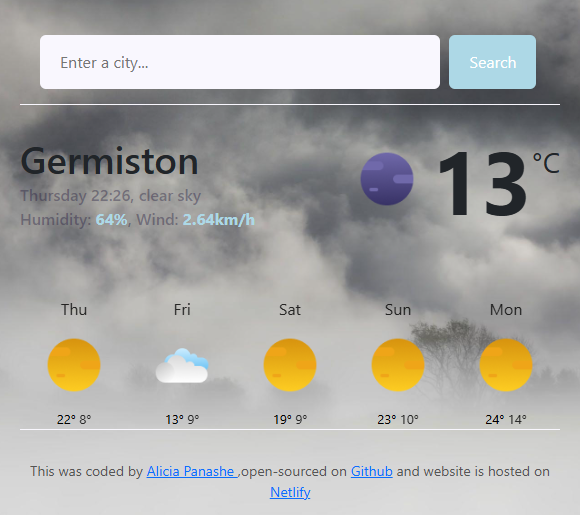 Enter a city...
Search
Germiston
13 °C
Thursday 22:26, clear sky
Humidity: 64%, Wind: 2.64km/h
Thu Fri Sat Sun Mon
22° 8° 13° 9° 19° 9° 23° 10° 24° 14°
This was coded by Alicia Panashe ,open-sourced on Github and website is hosted on
Netlify